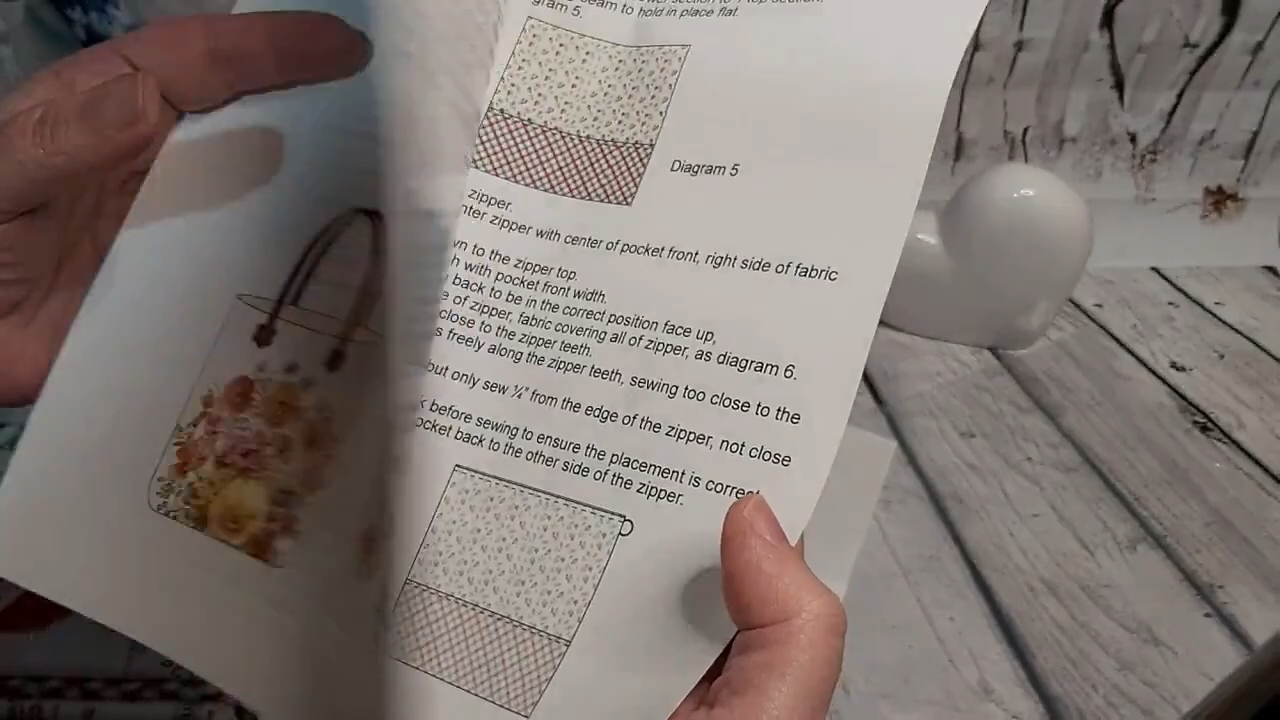 seam to hold in place flat.
gram 5.
Diagram 5
zipper.
nter zipper with center of pocket front, right side of fabric
wn to the zipper top.
h with pocket front width.
back to be in the correct position face up,
e of zipper, fabric covering all of zipper, as diagram 6.
close to the zipper teeth.
s freely along the zipper teeth, sewing too close to the
but only sew ¼" from the edge of the zipper, not close
k before sewing to ensure the placement is correct
ocket back to the other side of the zipper.